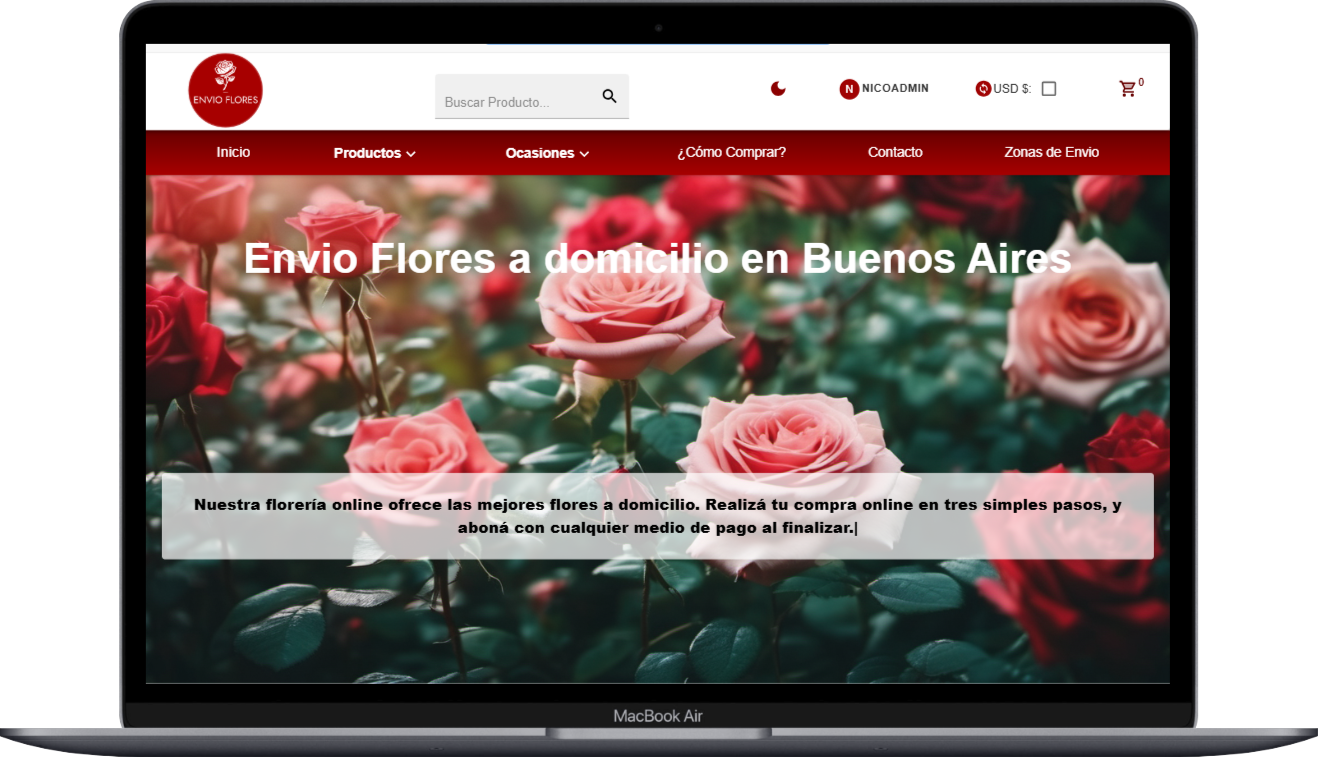 ENVIO FLORES
Buscar Producto...
N NICOADMIN
USD $:
0
Inicio
Productos
Ocasiones
¿Cómo Comprar?
Contacto
Zonas de Envio
Envio Flores a domicilio en Buenos Aires
Nuestra florería online ofrece las mejores flores a domicilio. Realizá tu compra online en tres simples pasos, y
aboná con cualquier medio de pago al finalizar.|
MacBook Air